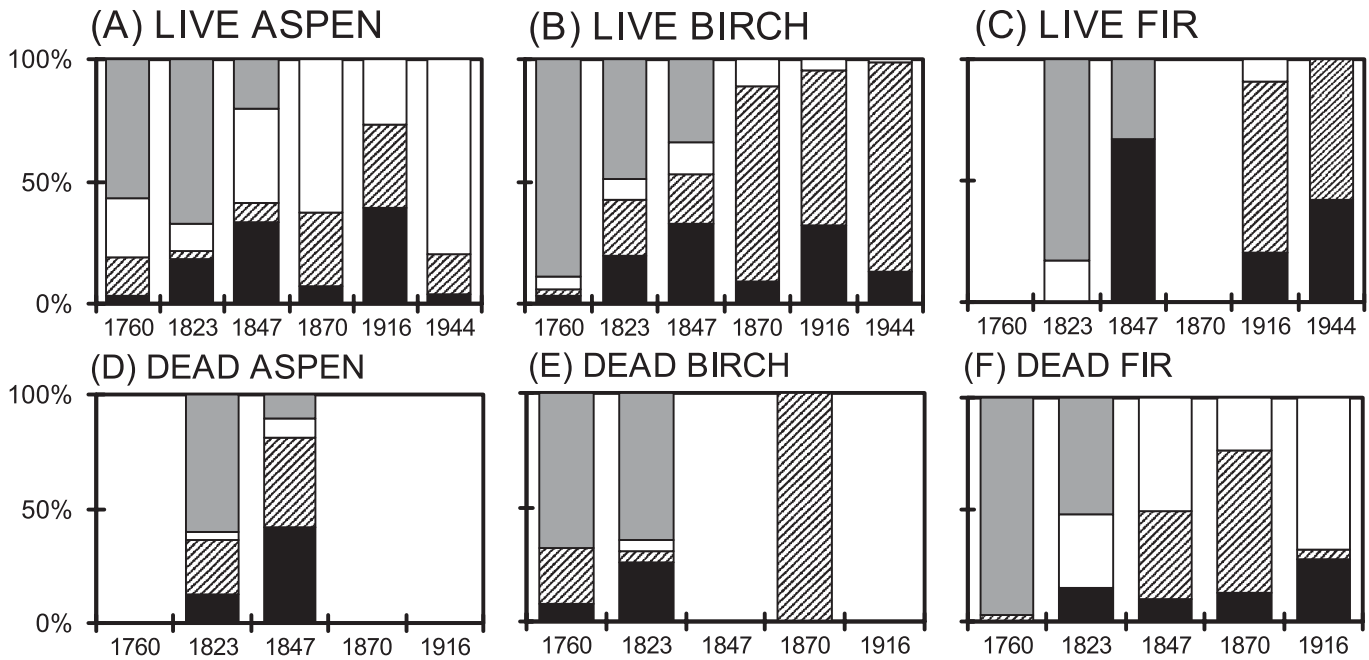 (A) LIVE ASPEN
(B) LIVE BIRCH
(C) LIVE FIR
100%
50%
0%
1760 1823 1847 1870 1916 1944
1760 1823 1847 1870 1916 1944
1760 1823 1847 1870 1916 1944
(D) DEAD ASPEN
(E) DEAD BIRCH
(F) DEAD FIR
100%
50%
0%
1760 1823 1847 1870 1916
1760 1823 1847 1870 1916
1760 1823 1847 1870 1916